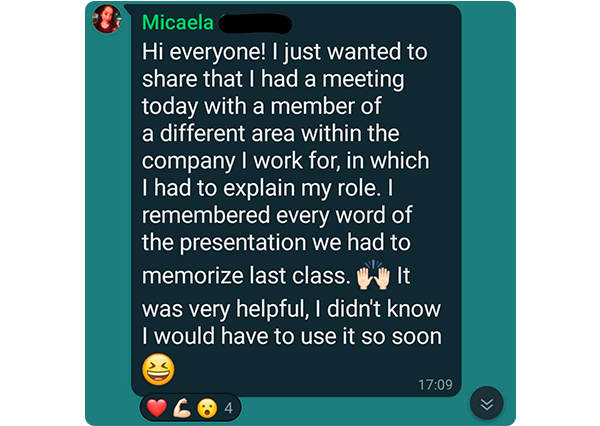 Micaela
Hi everyone! I just wanted to
share that I had a meeting
today with a member of
a different area within the
company I work for, in which
I had to explain my role. I
remembered every word of
the presentation we had to
memorize last class. 🙌🏻 It
was very helpful, I didn't know
I would have to use it so soon
😆
17:09
❤️💪🏻😮 4